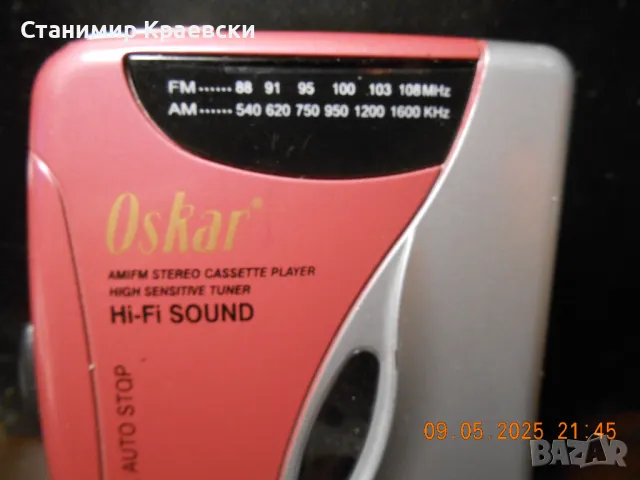 Станимир Краевски
FM...... 88 91 95 100 103 108MHz
AM...... 540 620 750 950 1200 1600 KHz
Oskar®
AM/FM STEREO CASSETTE PLAYER
HIGH SENSITIVE TUNER
Hi-Fi SOUND
AUTO STOP
09.05.2025 21:45
BAZAR